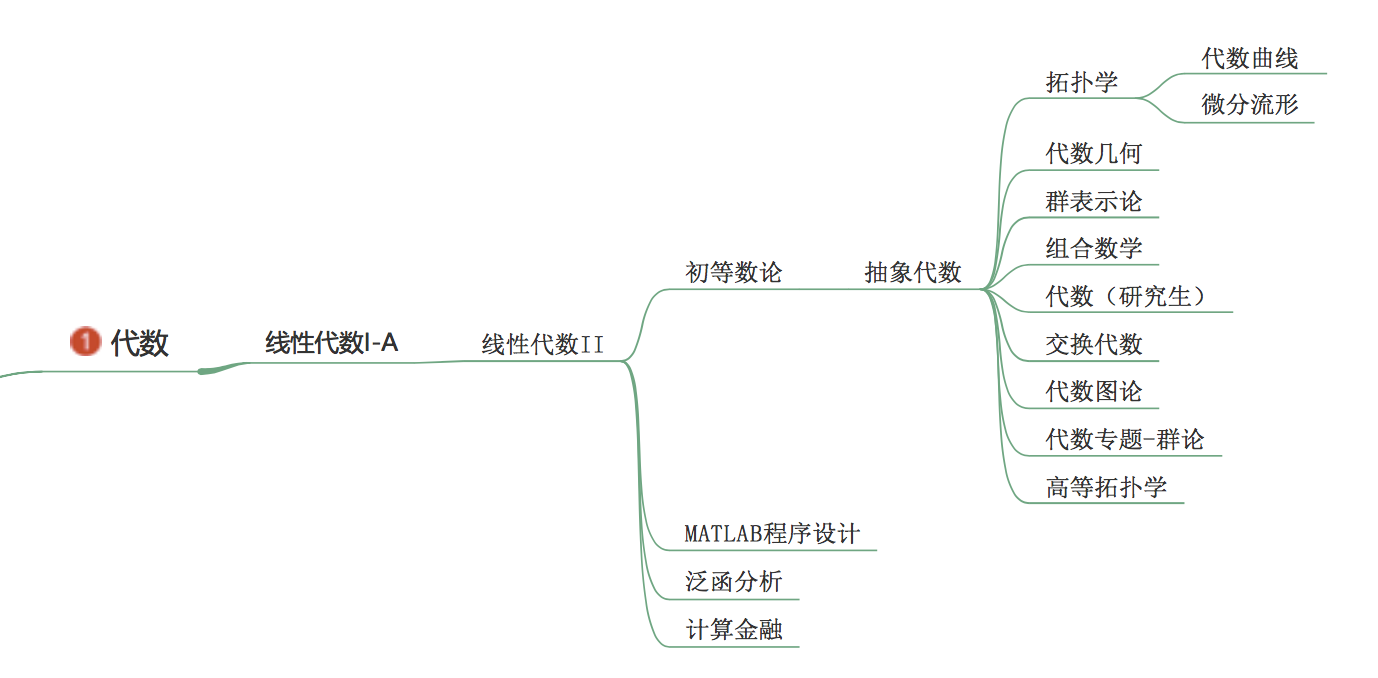 1 代数
线性代数I-A
线性代数II
初等数论
抽象代数
拓扑学
代数曲线
微分流形
代数几何
群表示论
组合数学
代数（研究生）
交换代数
代数图论
代数专题-群论
高等拓扑学
MATLAB程序设计
泛函分析
计算金融